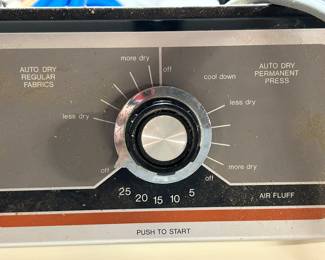 AUTO DRY
REGULAR
FABRICS
more dry
less dry
off
off
cool down
AUTO DRY
PERMANENT
PRESS
less dry
more dry
off
25
20
15
10
5
AIR FLUFF
PUSH TO START